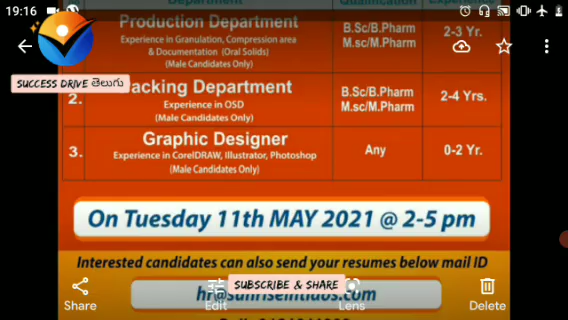 19:16
Department
Qualification
Experience
Production Department
Experience in Granulation, Compression area
& Documentation (Oral Solids)
(Male Candidates Only)
B.Sc/B.Pharm
M.sc/M.Pharm
2-3 Yr.
SUCCESS DRIVE తెలుగు
2.
acking Department
Experience in OSD
(Male Candidates Only)
B.Sc/B.Pharm
M.sc/M.Pharm
2-4 Yrs.
3.
Graphic Designer
Experience in CorelDRAW, Illustrator, Photoshop
(Male Candidates Only)
Any
0-2 Yr.
On Tuesday 11th MAY 2021 @ 2-5 pm
Interested candidates can also send your resumes below mail ID
SUBSCRIBE & SHARE
Share
Edit
Lens
Delete